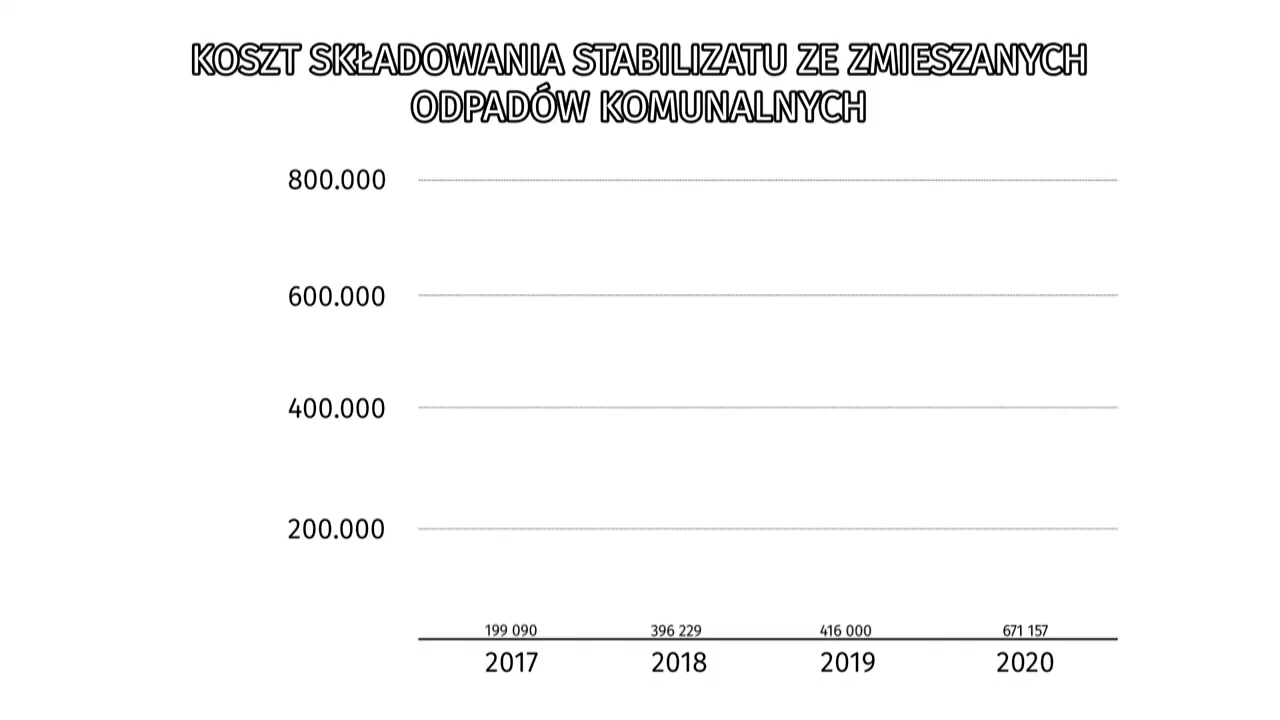 KOSZT SKŁADOWANIA STABILIZATU ZE ZMIESZANYCH
ODPADÓW KOMUNALNYCH
800.000
600.000
400.000
200.000
199 090 396 229 416 000 671 157
2017 2018 2019 2020